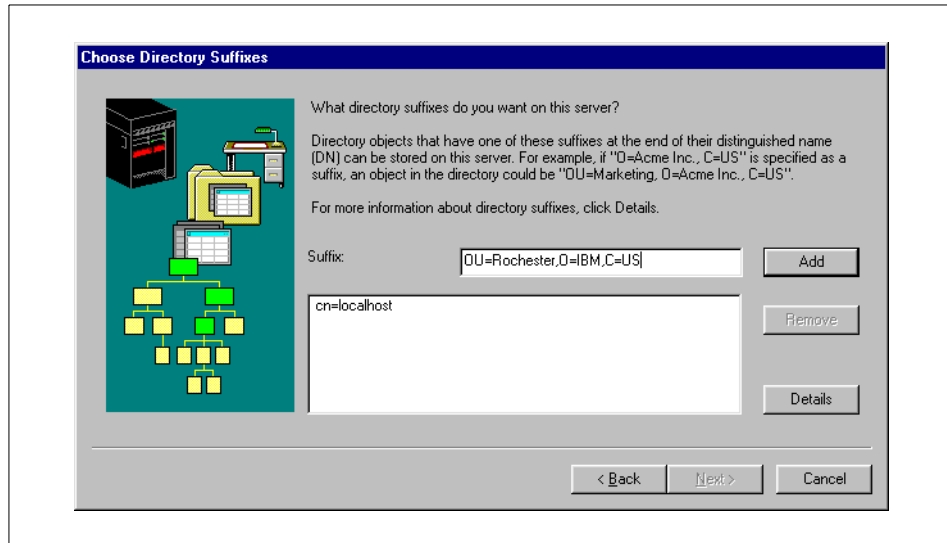 Choose Directory Suffixes
What directory suffixes do you want on this server?
Directory objects that have one of these suffixes at the end of their distinguished name
(DN) can be stored on this server. For example, if "O=Acme Inc., C=US" is specified as a
suffix, an object in the directory could be "OU=Marketing, O=Acme Inc., C=US".
For more information about directory suffixes, click Details.
Suffix: OU=Rochester,O=IBM,C=US Add
cn=localhost
Remove
Details
< Back Next > Cancel